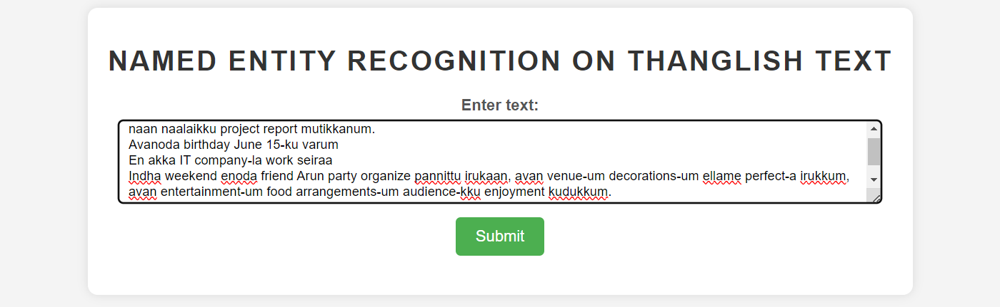 NAMED ENTITY RECOGNITION ON THANGLISH TEXT
Enter text:
naan naalaikku project report mutikkanum.
Avanoda birthday June 15-ku varum
En akka IT company-la work seiraa
Indha weekend enoda friend Arun party organize pannittu irukaan, avan venue-um decorations-um ellame perfect-a irukkum,
avan entertainment-um food arrangements-um audience-kku enjoyment kudukkum.
Submit